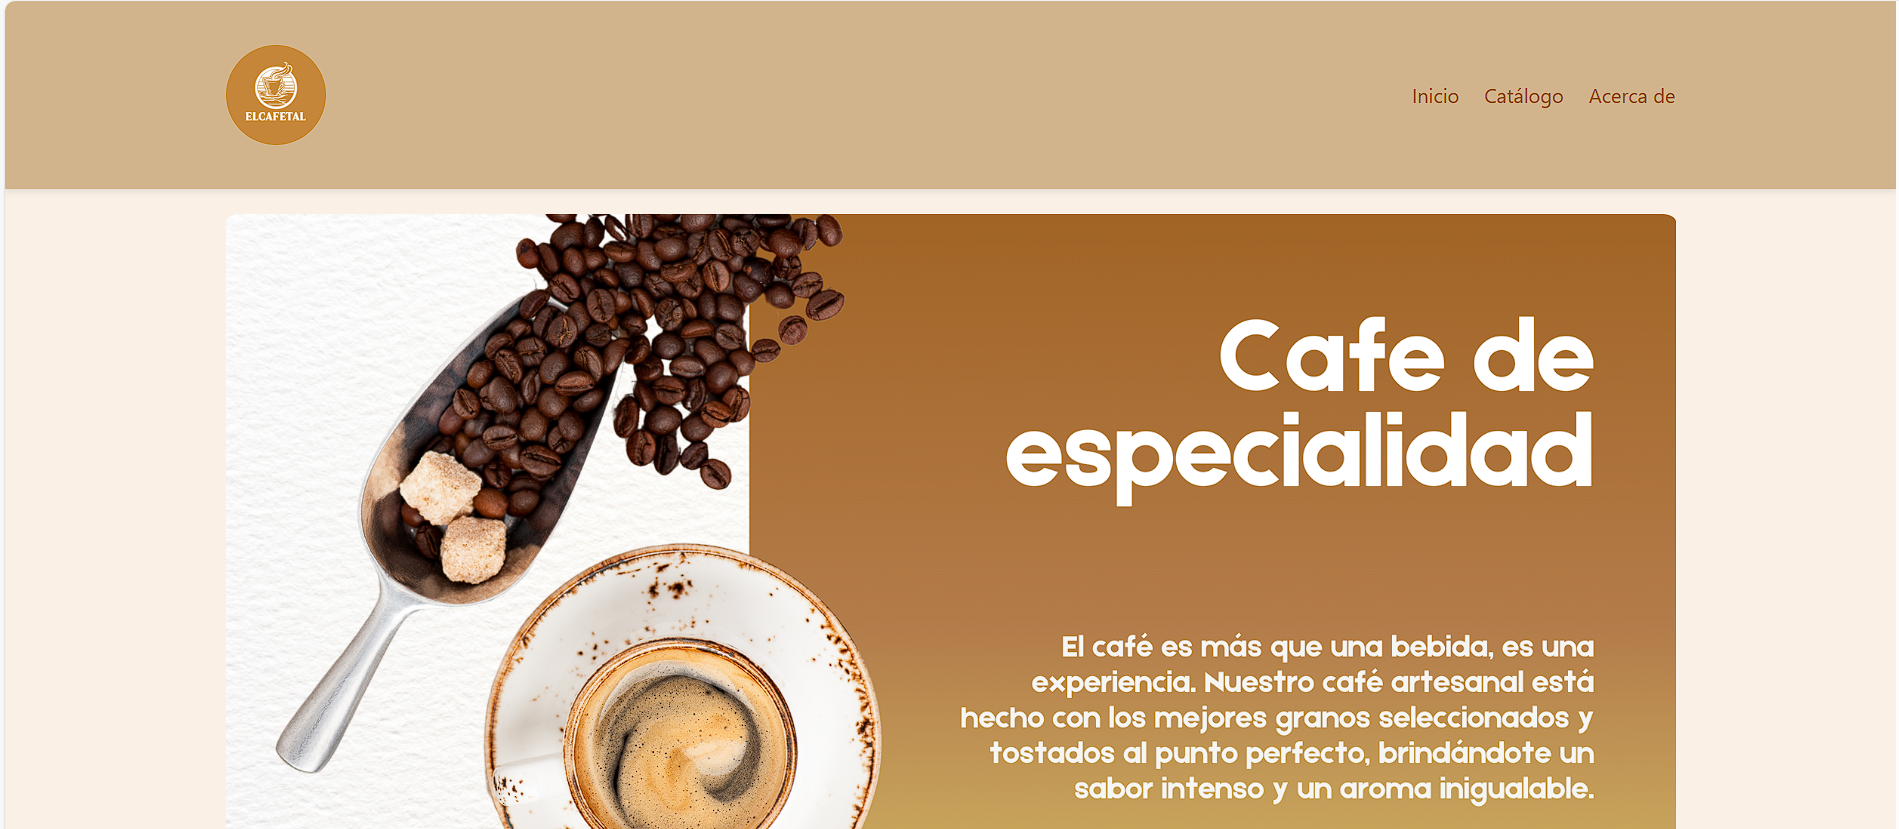 ELCAFETAL
Inicio Catálogo Acerca de
Cafe de
especialidad
El café es más que una bebida, es una
experiencia. Nuestro café artesanal está
hecho con los mejores granos seleccionados y
tostados al punto perfecto, brindándote un
sabor intenso y un aroma inigualable.